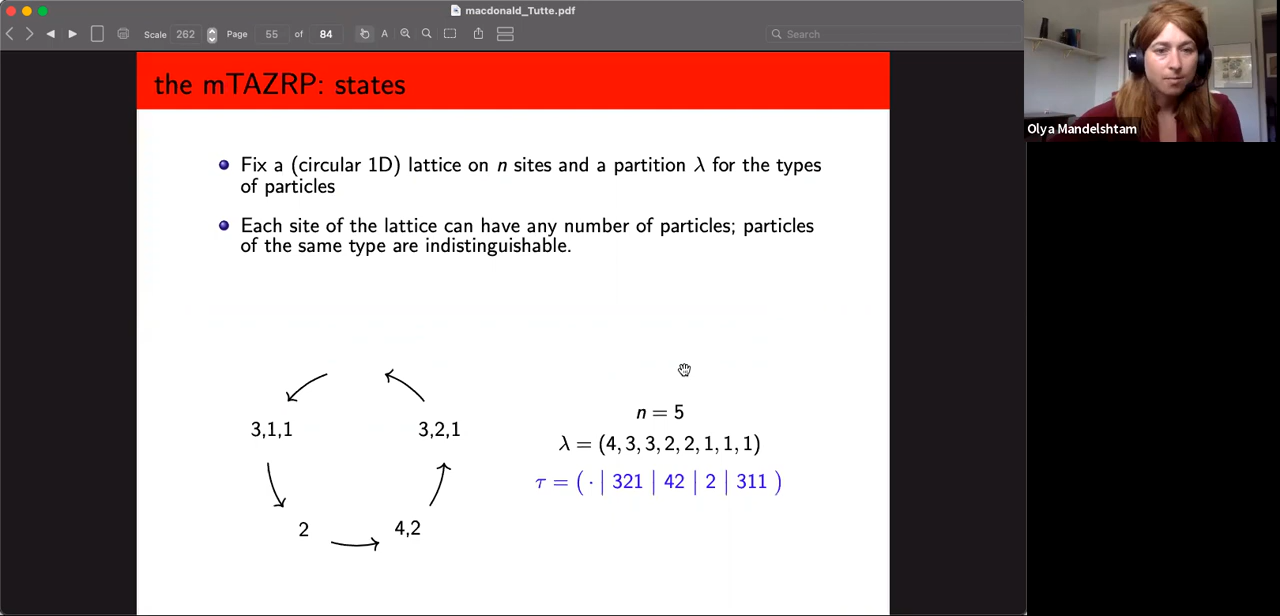 macdonald_Tutte.pdf
Scale 262 Page 55 of 84 A Search
the mTAZRP: states
Fix a (circular 1D) lattice on n sites and a partition λ for the types
of particles
Each site of the lattice can have any number of particles; particles
of the same type are indistinguishable.
3,1,1
3,2,1
2
4,2
n = 5
λ = (4, 3, 3, 2, 2, 1, 1, 1)
τ = ( · | 321 | 42 | 2 | 311 )
Olya Mandelshtam